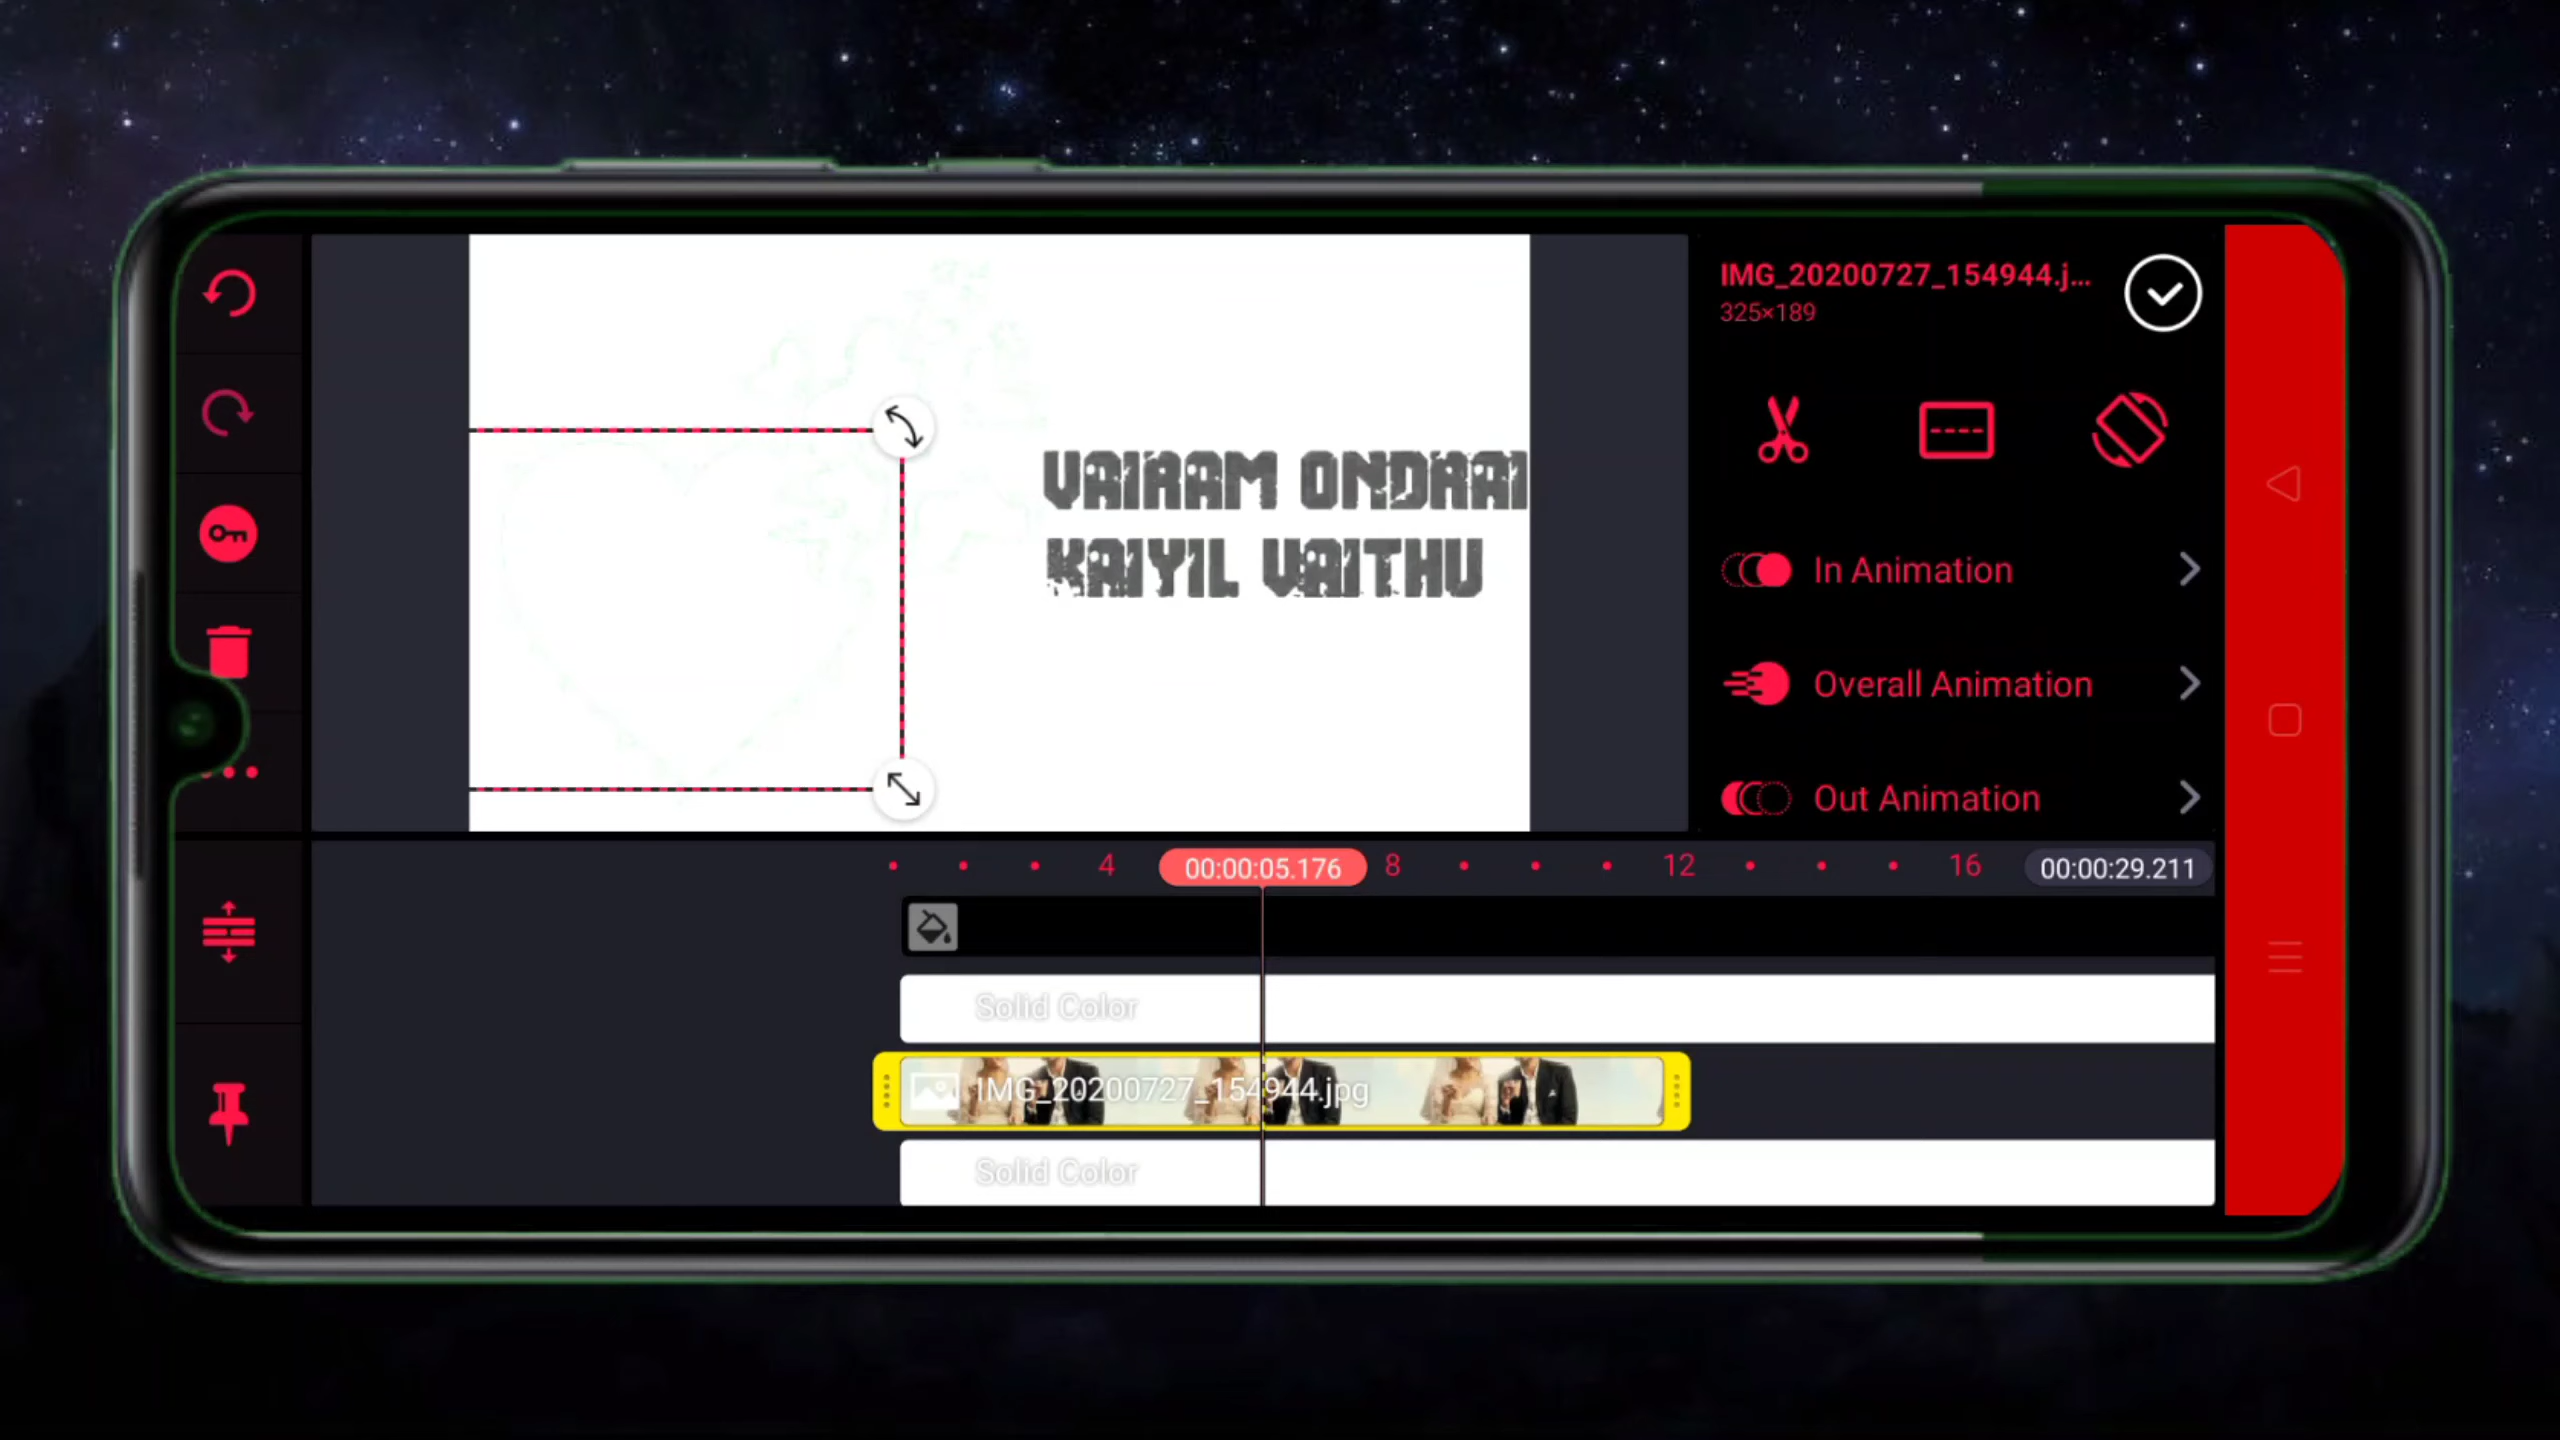 IMG_20200727_154944.j...
325×189
VAIRAM ONDRAI
KAIYIL VAITHU
In Animation
Overall Animation
Out Animation
4
00:00:05.176
8
12
16
00:00:29.211
Solid Color
IMG_20200727_154944.jpg
Solid Color